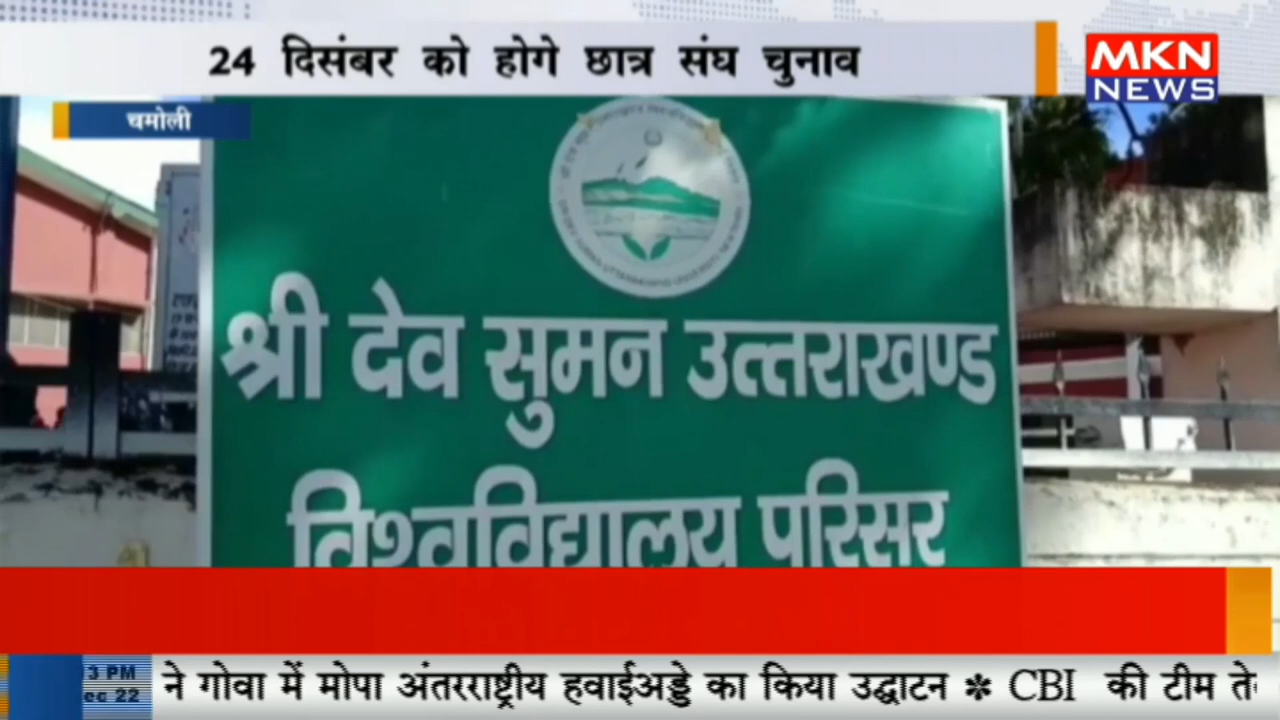 24 दिसंबर को होगे छात्र संघ चुनाव
MKN
NEWS
चमोली
श्री देव सुमन उत्तराखण्ड
विश्वविद्यालय परिसर
3 PM
ec 22
ने गोवा में मोपा अंतरराष्ट्रीय हवाईअड्डे का किया उद्घाटन ✻ CBI की टीम ते